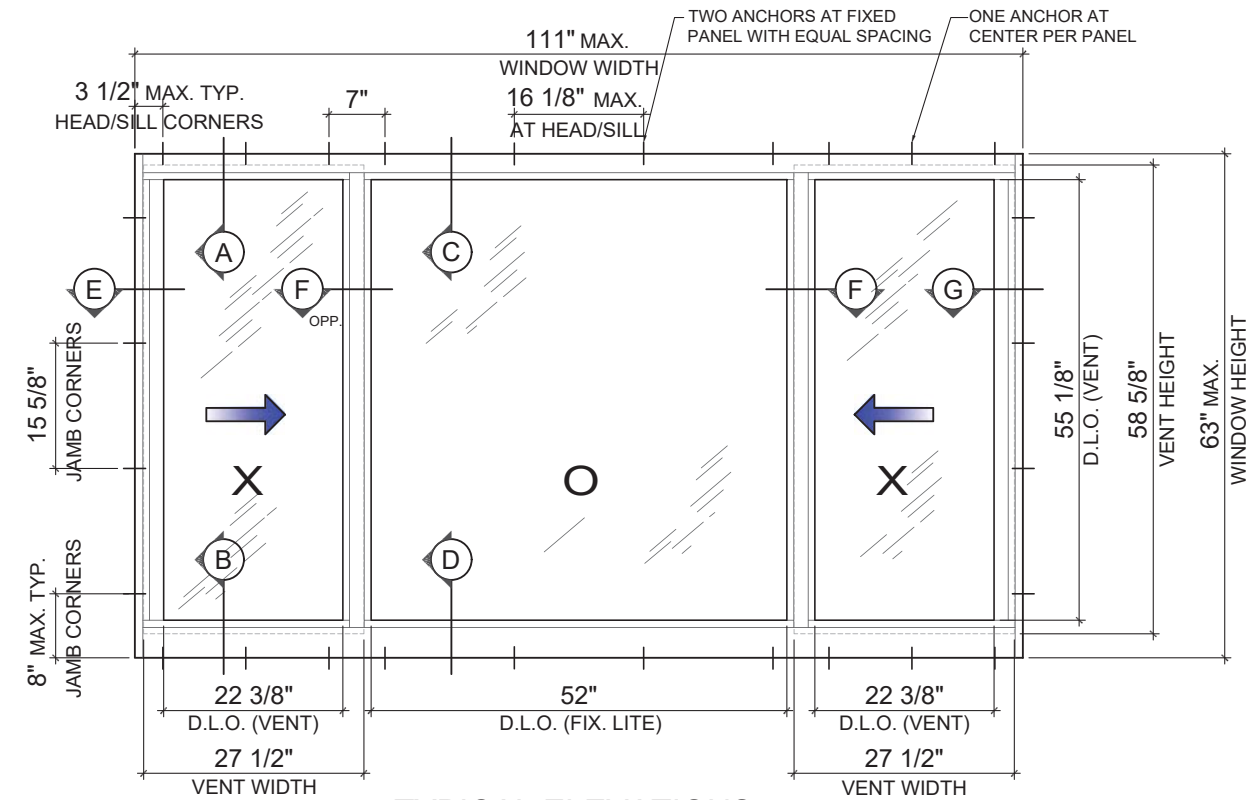 TWO ANCHORS AT FIXED
PANEL WITH EQUAL SPACING
ONE ANCHOR AT
CENTER PER PANEL
111" MAX.
WINDOW WIDTH
3 1/2" MAX. TYP.
HEAD/SILL CORNERS
7"
16 1/8" MAX.
AT HEAD/SILL
A
C
E
F
OPP.
F
G
15 5/8"
JAMB CORNERS
55 1/8"
D.L.O. (VENT)
58 5/8"
VENT HEIGHT
63" MAX.
WINDOW HEIGHT
X
O
X
B
D
8" MAX. TYP.
JAMB CORNERS
22 3/8"
D.L.O. (VENT)
52"
D.L.O. (FIX. LITE)
22 3/8"
D.L.O. (VENT)
27 1/2"
VENT WIDTH
27 1/2"
VENT WIDTH
TYPICAL ELEVATIONS